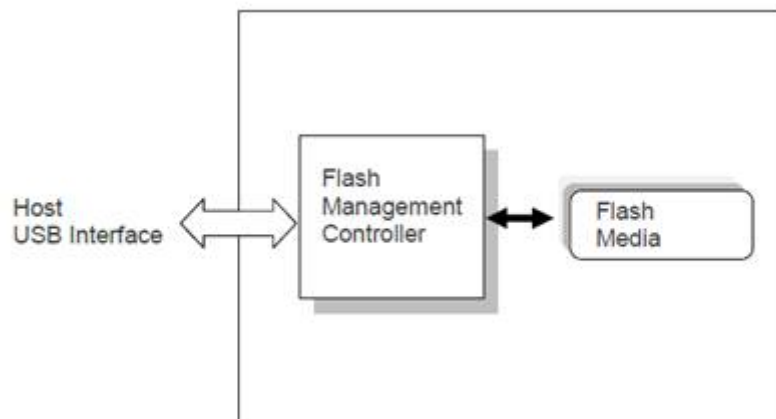 Host
USB Interface
Flash
Management
Controller
Flash
Media